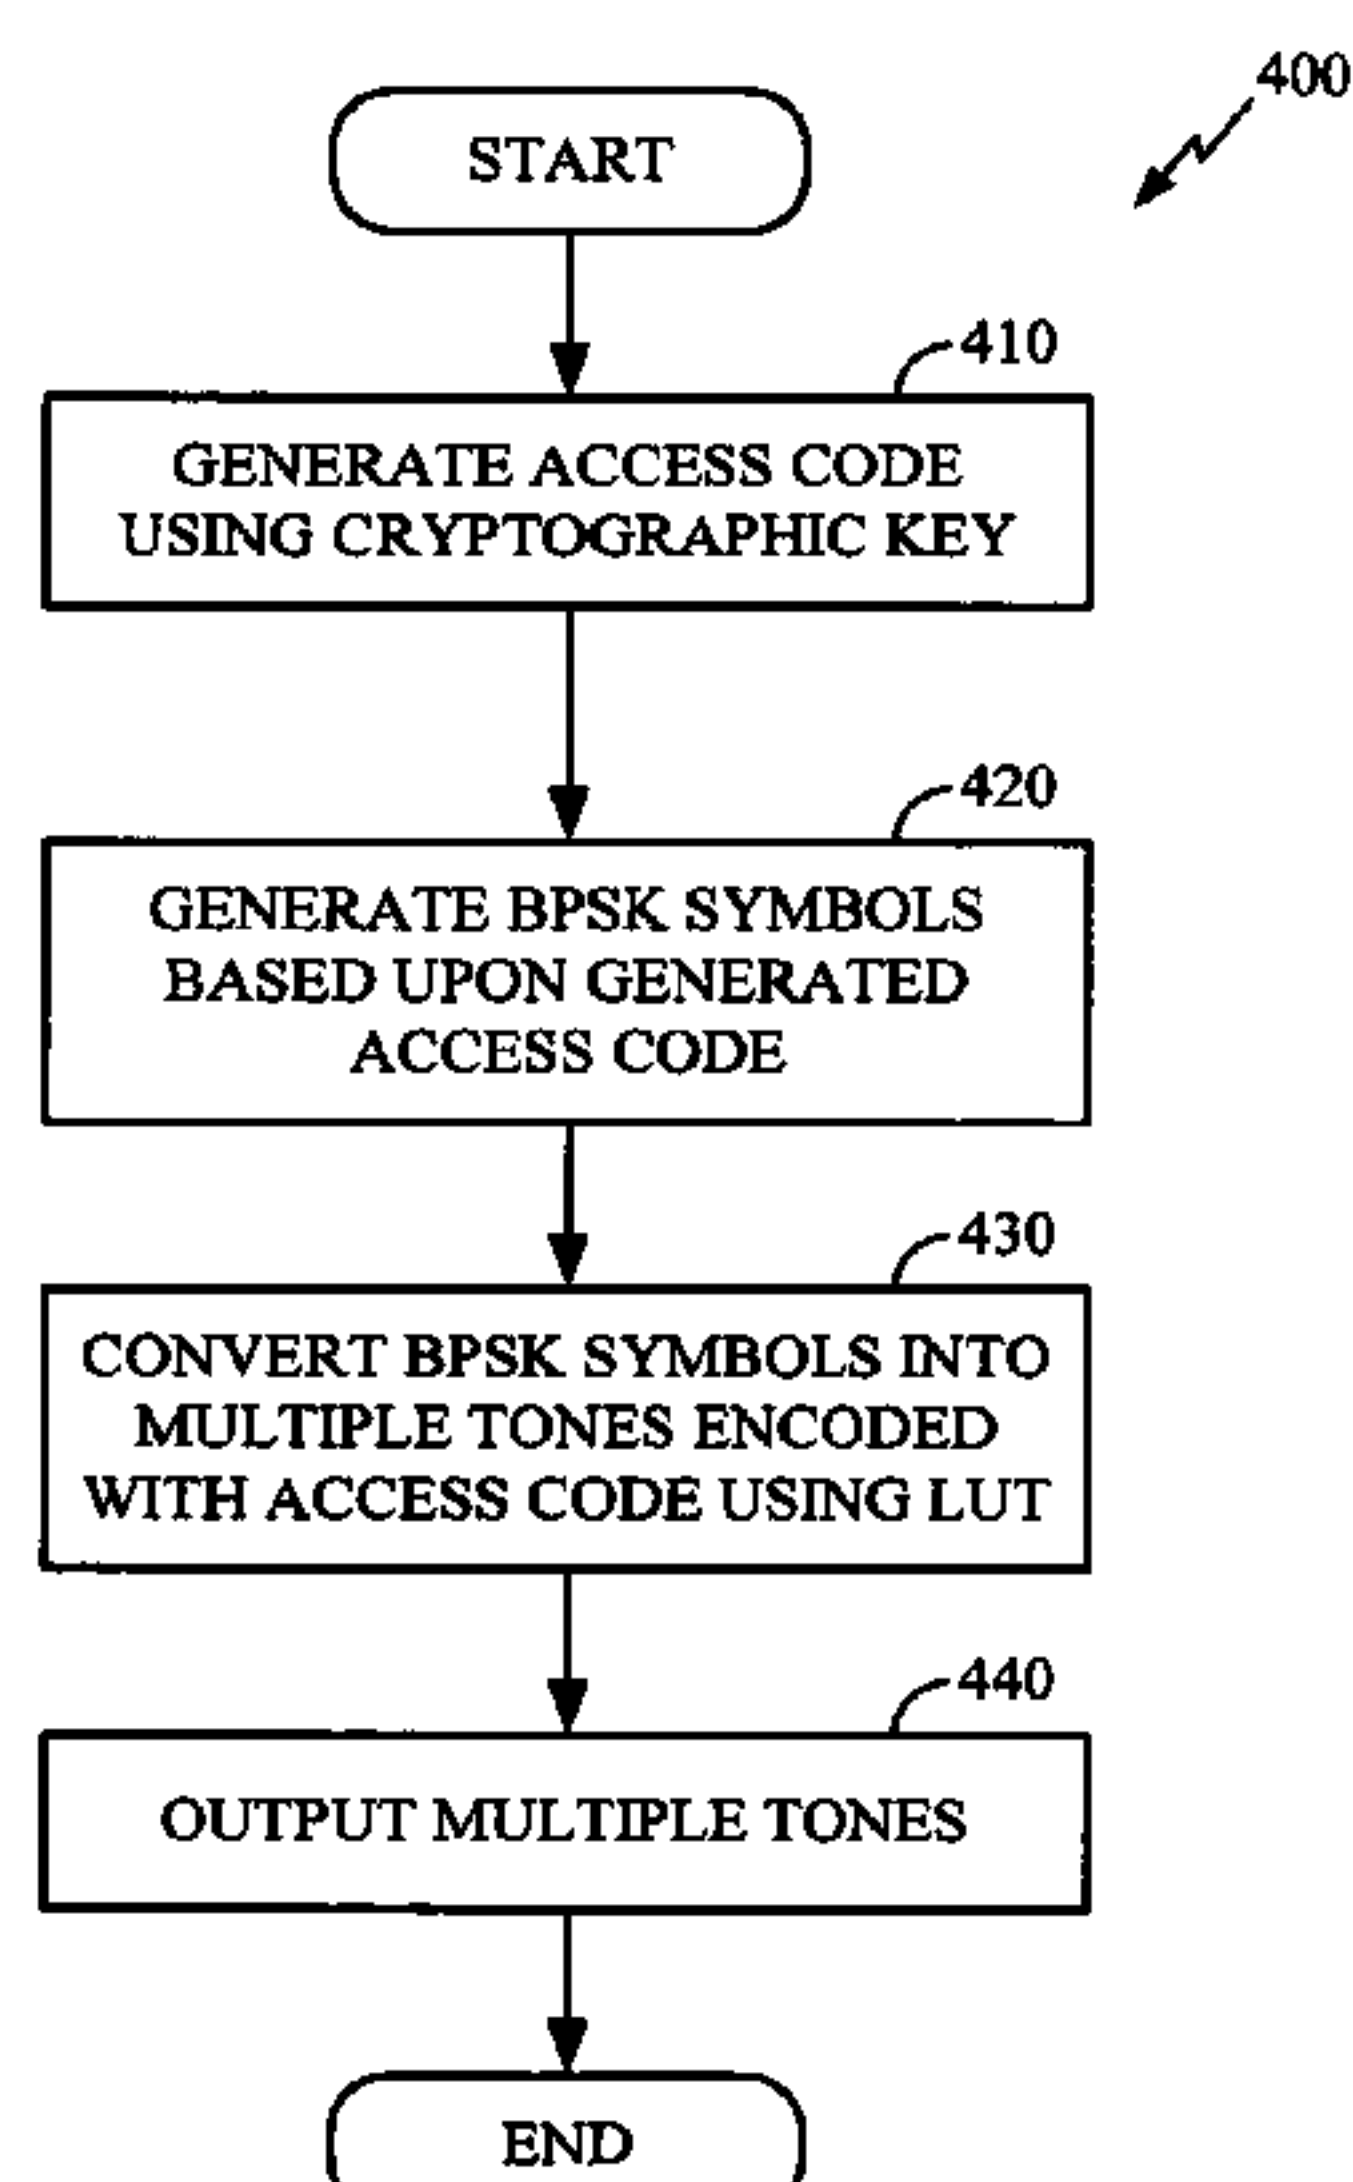 400
START
410
GENERATE ACCESS CODE
USING CRYPTOGRAPHIC KEY
420
GENERATE BPSK SYMBOLS
BASED UPON GENERATED
ACCESS CODE
430
CONVERT BPSK SYMBOLS INTO
MULTIPLE TONES ENCODED
WITH ACCESS CODE USING LUT
440
OUTPUT MULTIPLE TONES
END